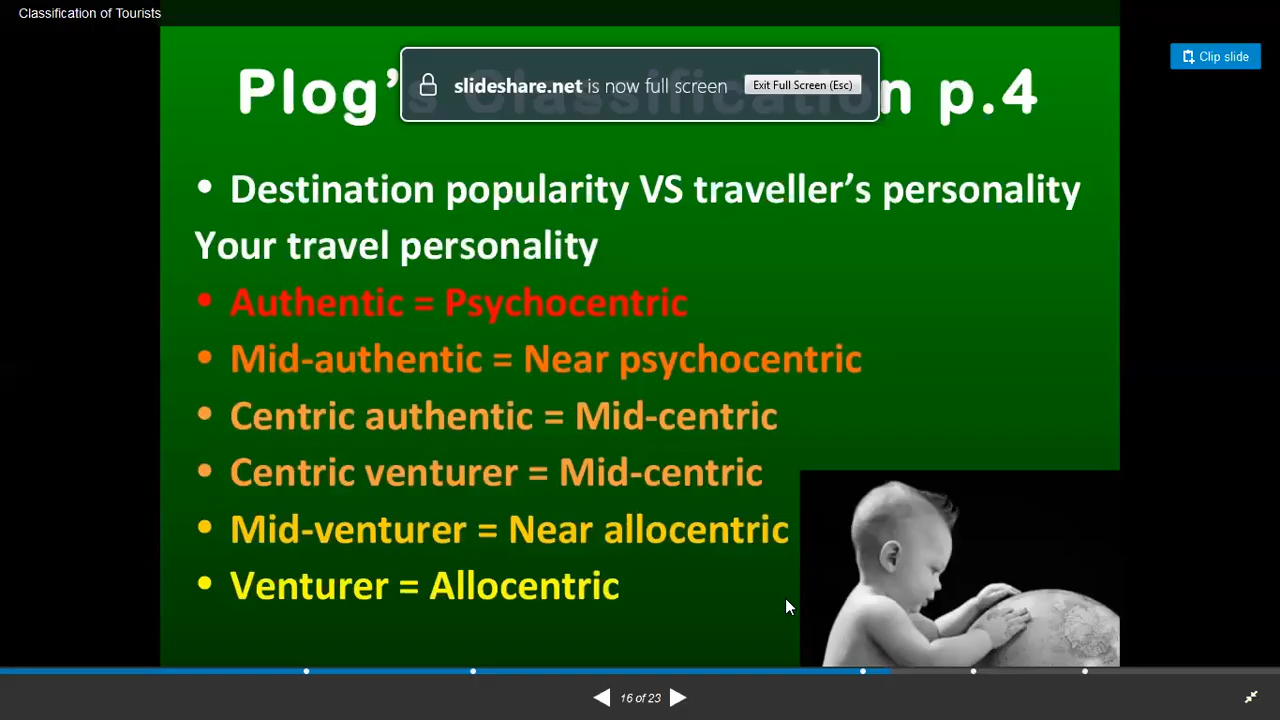 Classification of Tourists
Clip slide
slideshare.net is now full screen Exit Full Screen (Esc)
Plog's Classification p.4
• Destination popularity VS traveller's personality
Your travel personality
• Authentic = Psychocentric
• Mid-authentic = Near psychocentric
• Centric authentic = Mid-centric
• Centric venturer = Mid-centric
• Mid-venturer = Near allocentric
• Venturer = Allocentric
16 of 23